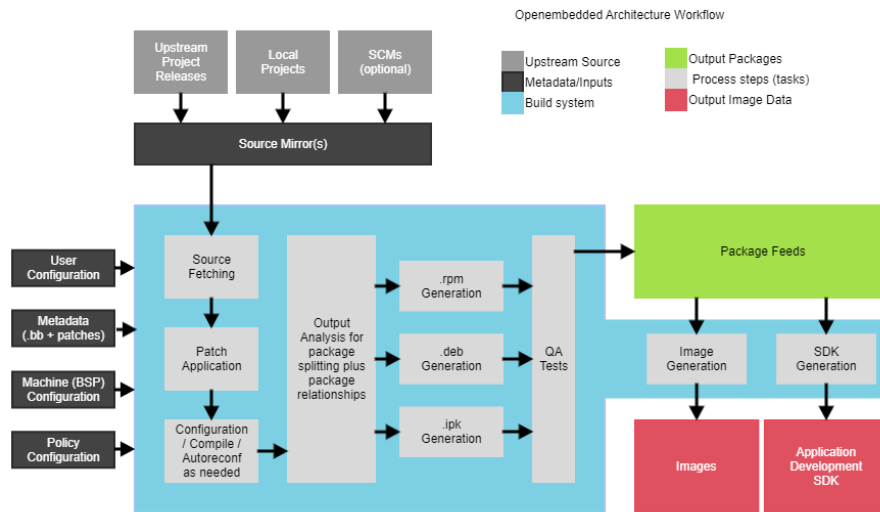 Openembedded Architecture Workflow
Upstream Source
Metadata/Inputs
Build system
Output Packages
Process steps (tasks)
Output Image Data
Upstream
Project
Releases
Local
Projects
SCMs
(optional)
Source Mirror(s)
User
Configuration
Metadata
(.bb + patches)
Machine (BSP)
Configuration
Policy
Configuration
Source
Fetching
Patch
Application
Configuration
/ Compile /
Autoreconf
as needed
Output
Analysis for
package
splitting plus
package
relationships
.rpm
Generation
.deb
Generation
.ipk
Generation
QA
Tests
Package Feeds
Image
Generation
SDK
Generation
Images
Application
Development
SDK